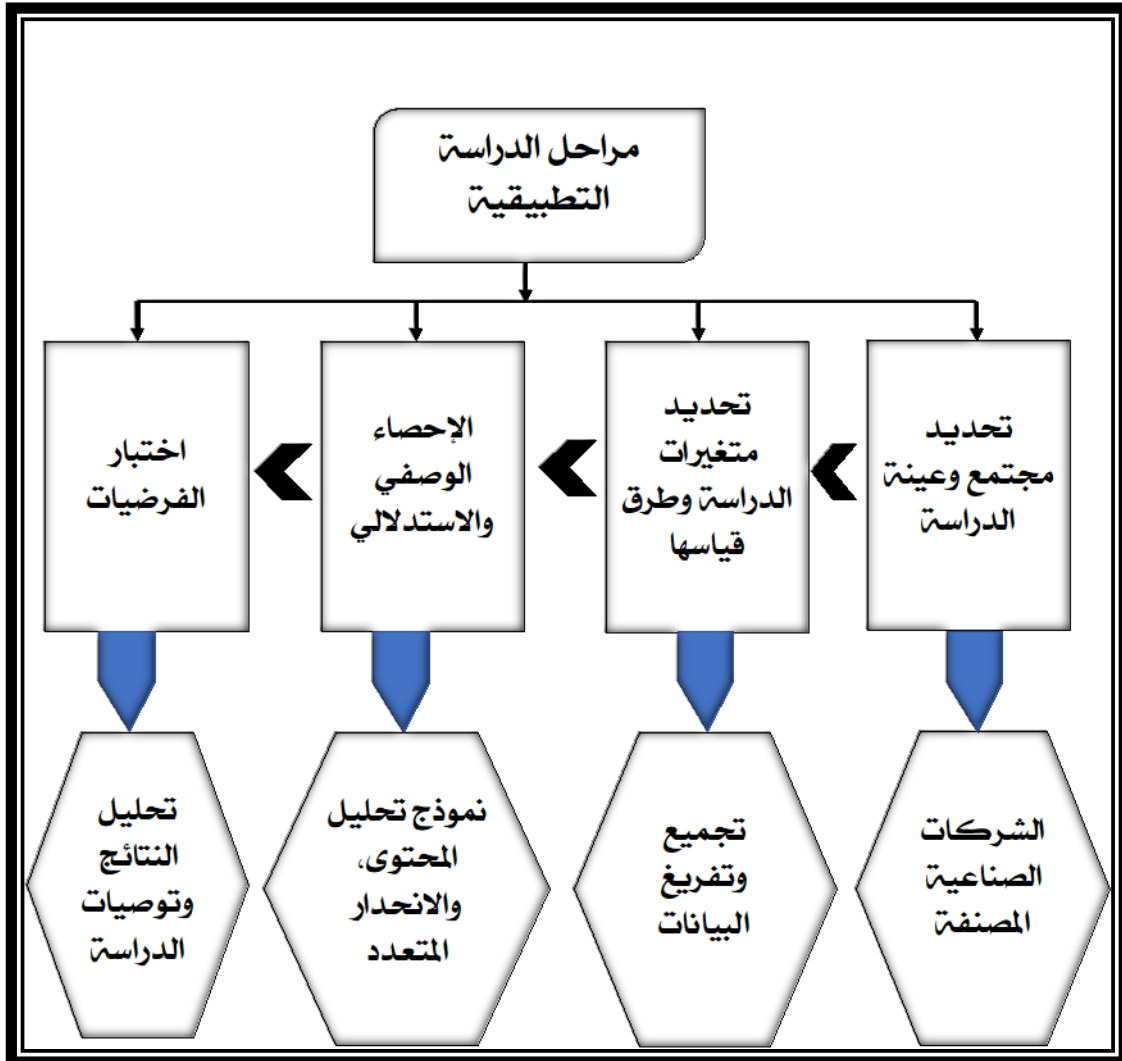 مراحل الدراسة
التطبيقية
تحديد
مجتمع وعينة
الدراسة
تحديد
متغيرات
الدراسة وطرق
قياسها
الإحصاء
الوصفي
والاستدلالي
اختبار
الفرضيات
الشركات
الصناعية
المصنفة
تجميع
وتفريغ
البيانات
نموذج تحليل
المحتوى،
والانحدار
المتعدد
تحليل
النتائج
وتوصيات
الدراسة